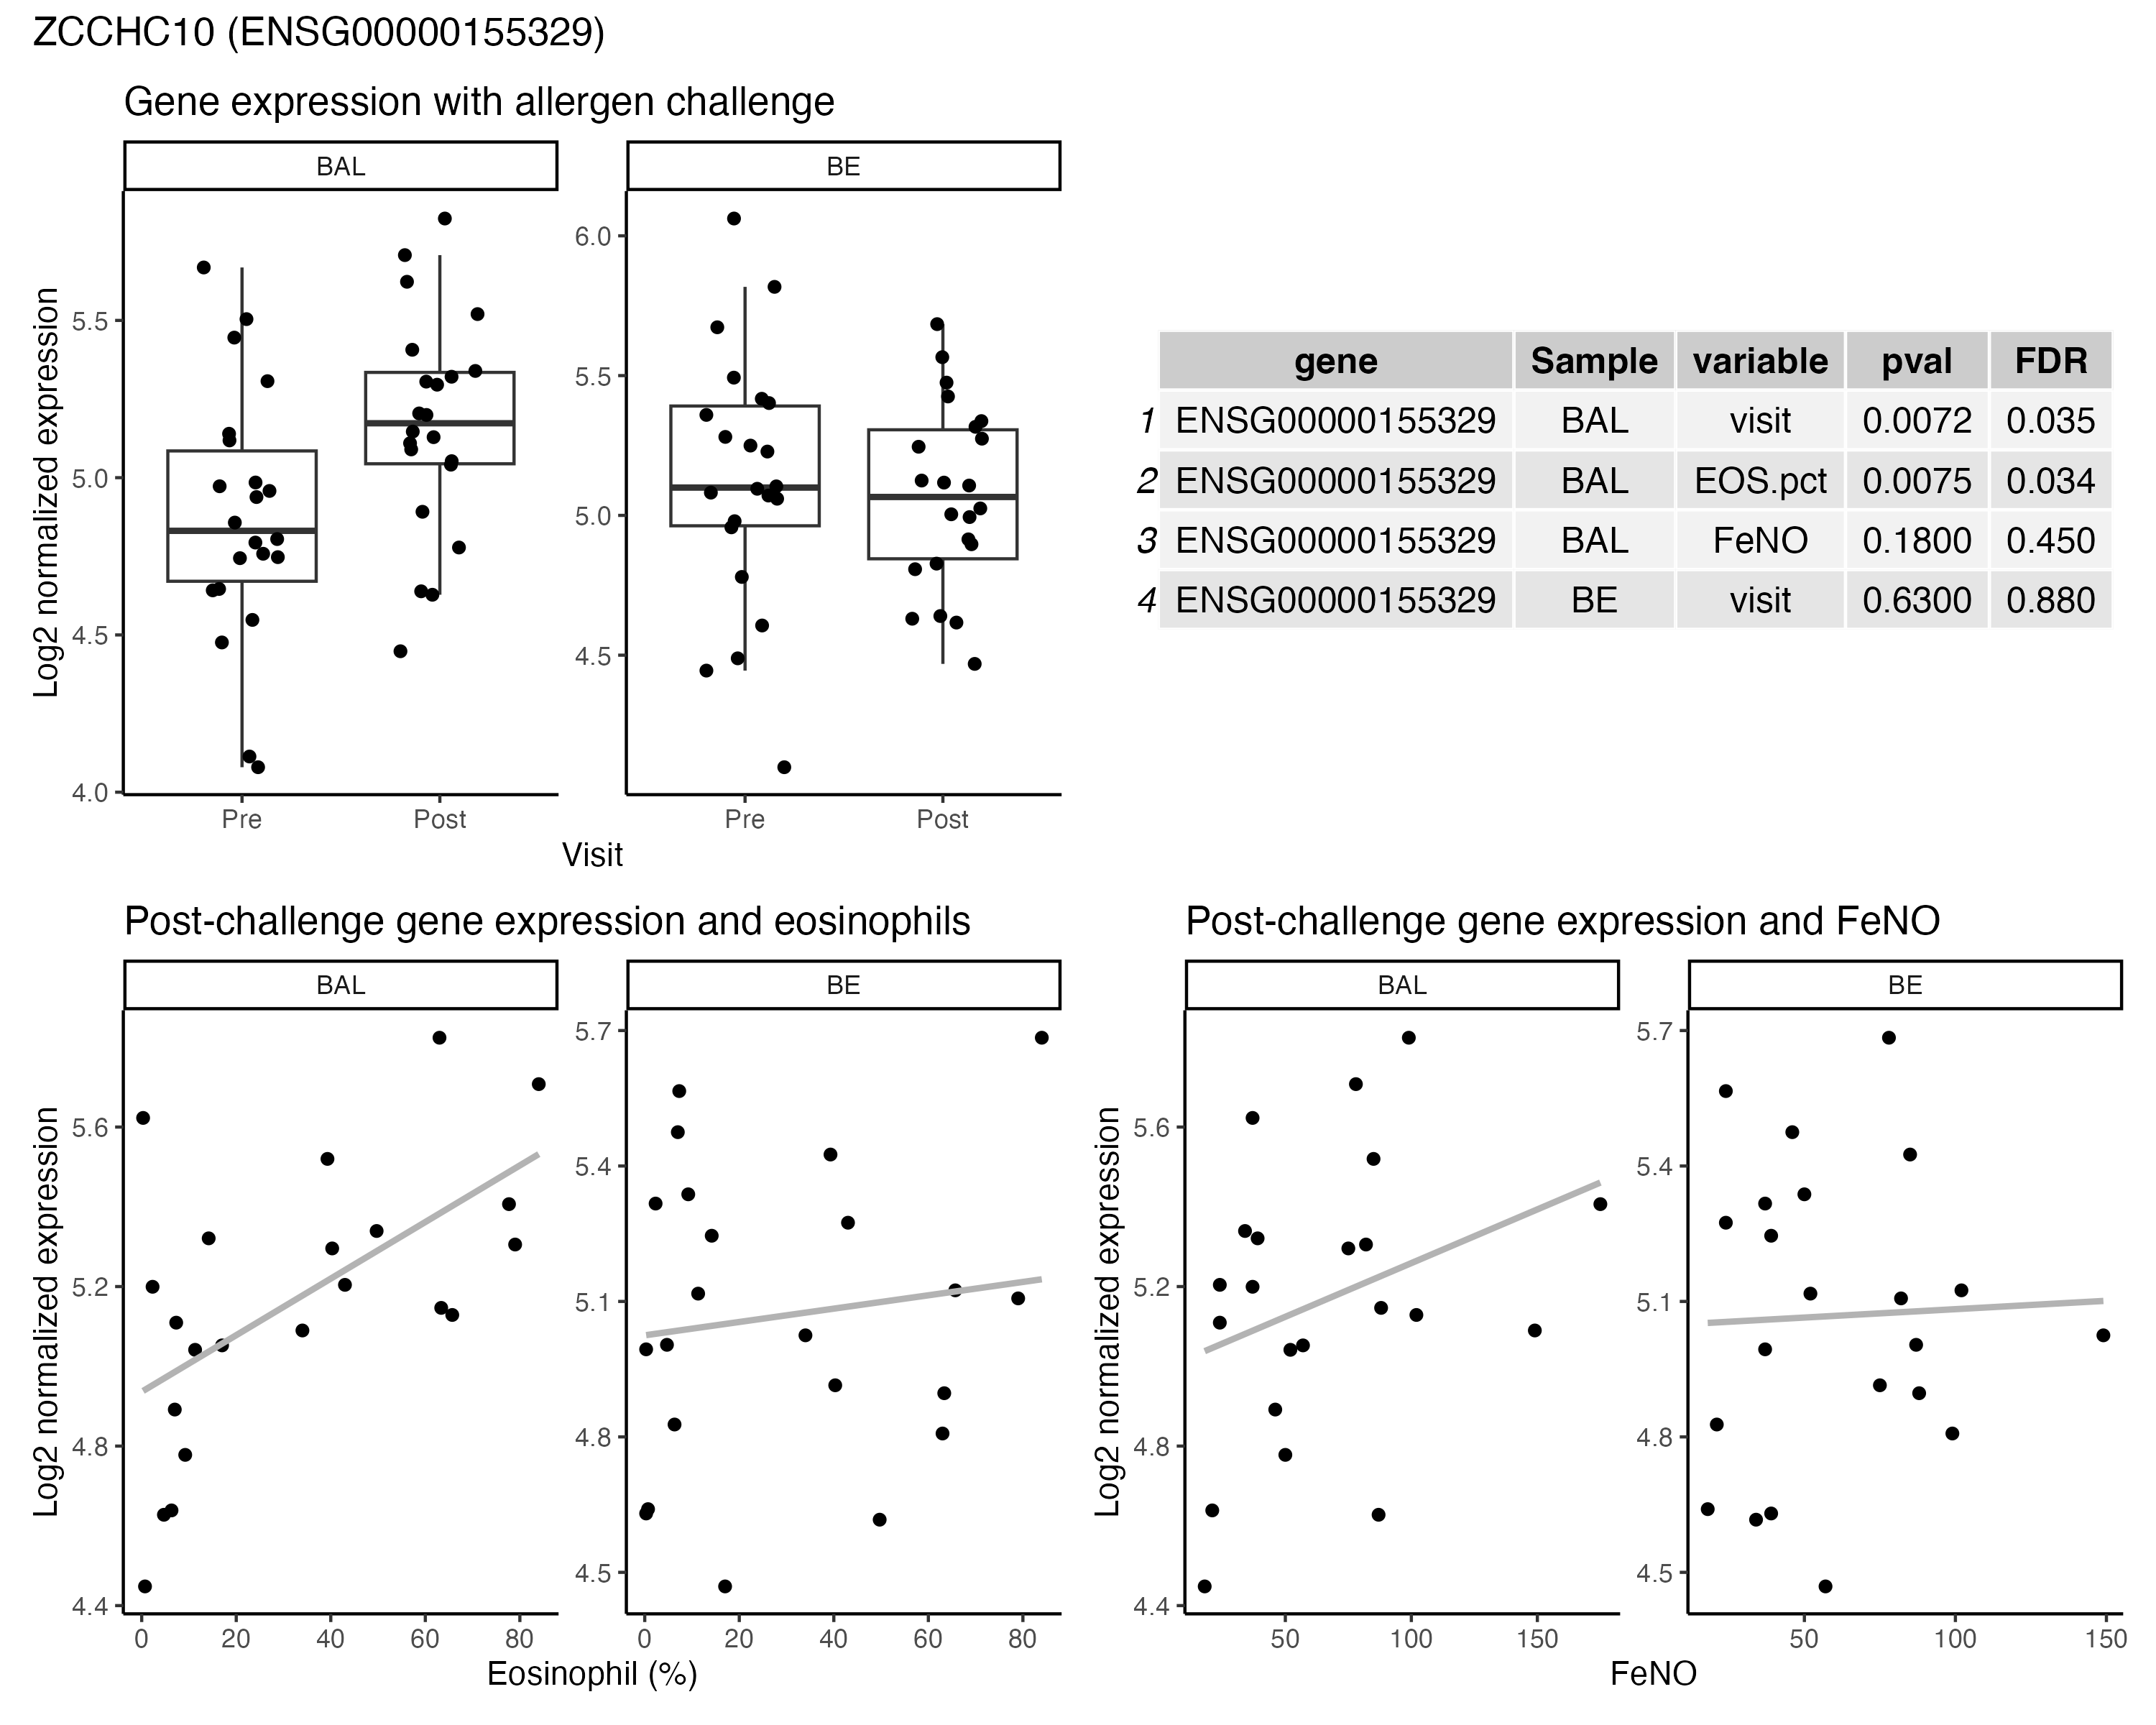 ZCCHC10 (ENSG00000155329)
Gene expression with allergen challenge
BAL
BE
Log2 normalized expression
5.5
5.0
4.5
4.0
6.0
5.5
5.0
4.5
Pre
Post
Pre
Post
Visit
gene Sample variable pval FDR
1 ENSG00000155329 BAL visit 0.0072 0.035
2 ENSG00000155329 BAL EOS.pct 0.0075 0.034
3 ENSG00000155329 BAL FeNO 0.1800 0.450
4 ENSG00000155329 BE visit 0.6300 0.880
Post-challenge gene expression and eosinophils
BAL
BE
Log2 normalized expression
5.6
5.2
4.8
4.4
5.7
5.4
5.1
4.8
4.5
0 20 40 60 80
0 20 40 60 80
Eosinophil (%)
Post-challenge gene expression and FeNO
BAL
BE
Log2 normalized expression
5.6
5.2
4.8
4.4
5.7
5.4
5.1
4.8
4.5
50 100 150
50 100 150
FeNO